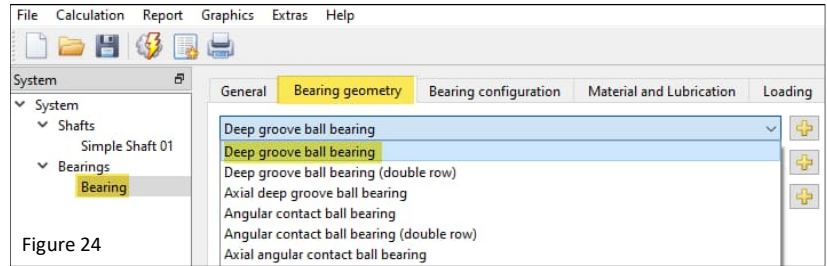 File Calculation Report Graphics Extras Help
System
General Bearing geometry Bearing configuration Material and Lubrication Loading
System
Shafts
Simple Shaft 01
Bearings
Bearing
Deep groove ball bearing
Deep groove ball bearing
Deep groove ball bearing (double row)
Axial deep groove ball bearing
Angular contact ball bearing
Angular contact ball bearing (double row)
Axial angular contact ball bearing
Figure 24